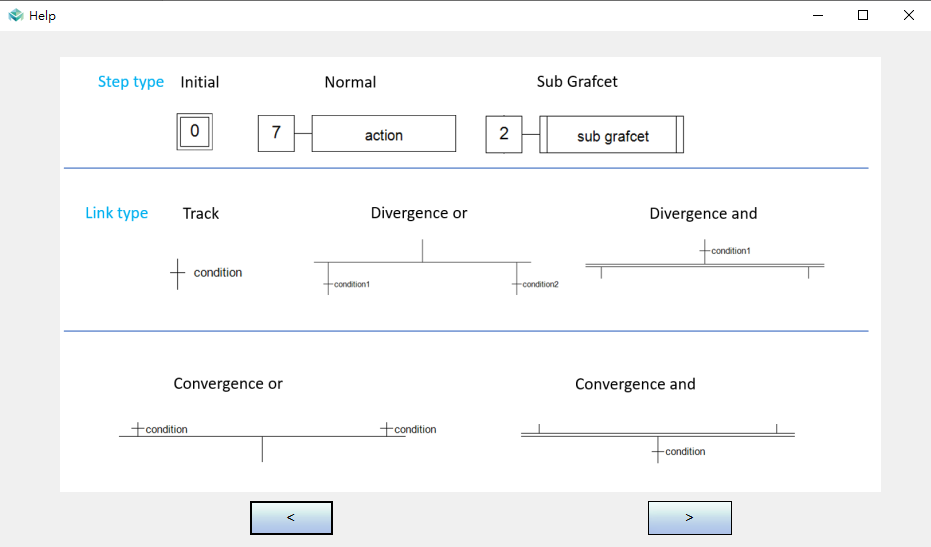 Help
Step type Initial Normal Sub Grafcet
0 7 action 2 sub grafcet
Link type Track Divergence or Divergence and
condition condition1 condition2 condition1
Convergence or Convergence and
condition condition condition
< >